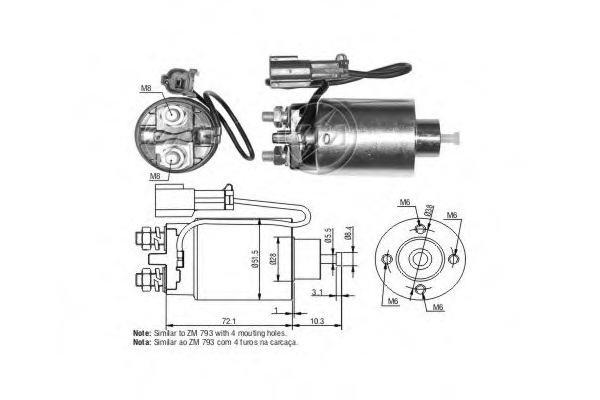 M8
M8
M6
Ø38
M6
Ø51.5
Ø28
Ø5.5
Ø8.4
3.1
1
72.1
10.3
M6
M6
Note: Similar to ZM 793 with 4 mouting holes.
Nota: Similar ao ZM 793 com 4 furos na carcaça.